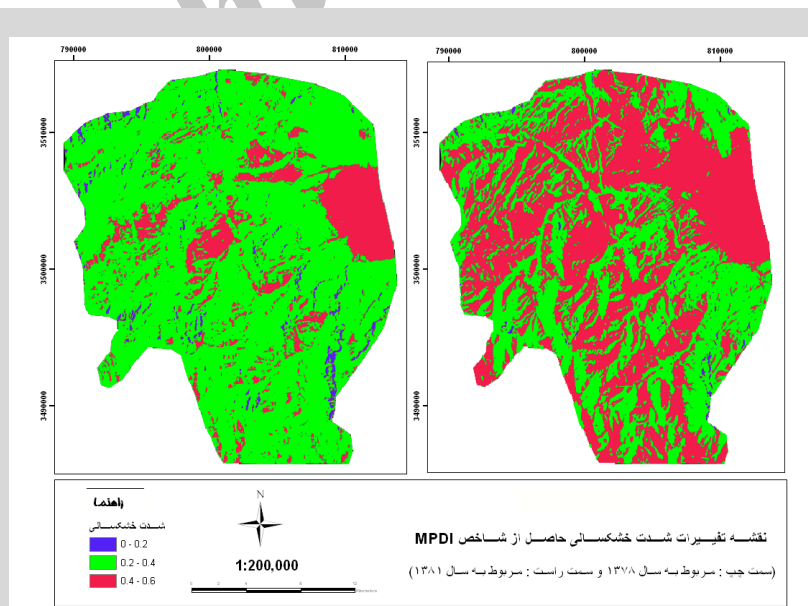 790000 800000 810000
790000 800000 810000
3510000
3500000
3490000
3510000
3500000
3490000
راهنما
شدت خشکسالی
0 - 0.2
0.2 - 0.4
0.4 - 0.6
N
1:200,000
نقشه تغییرات شدت خشکسالی حاصل از شاخص MPDI
(سمت چپ : مربوط به سال ۱۳۷۸ و سمت راست : مربوط به سال ۱۳۸۱)